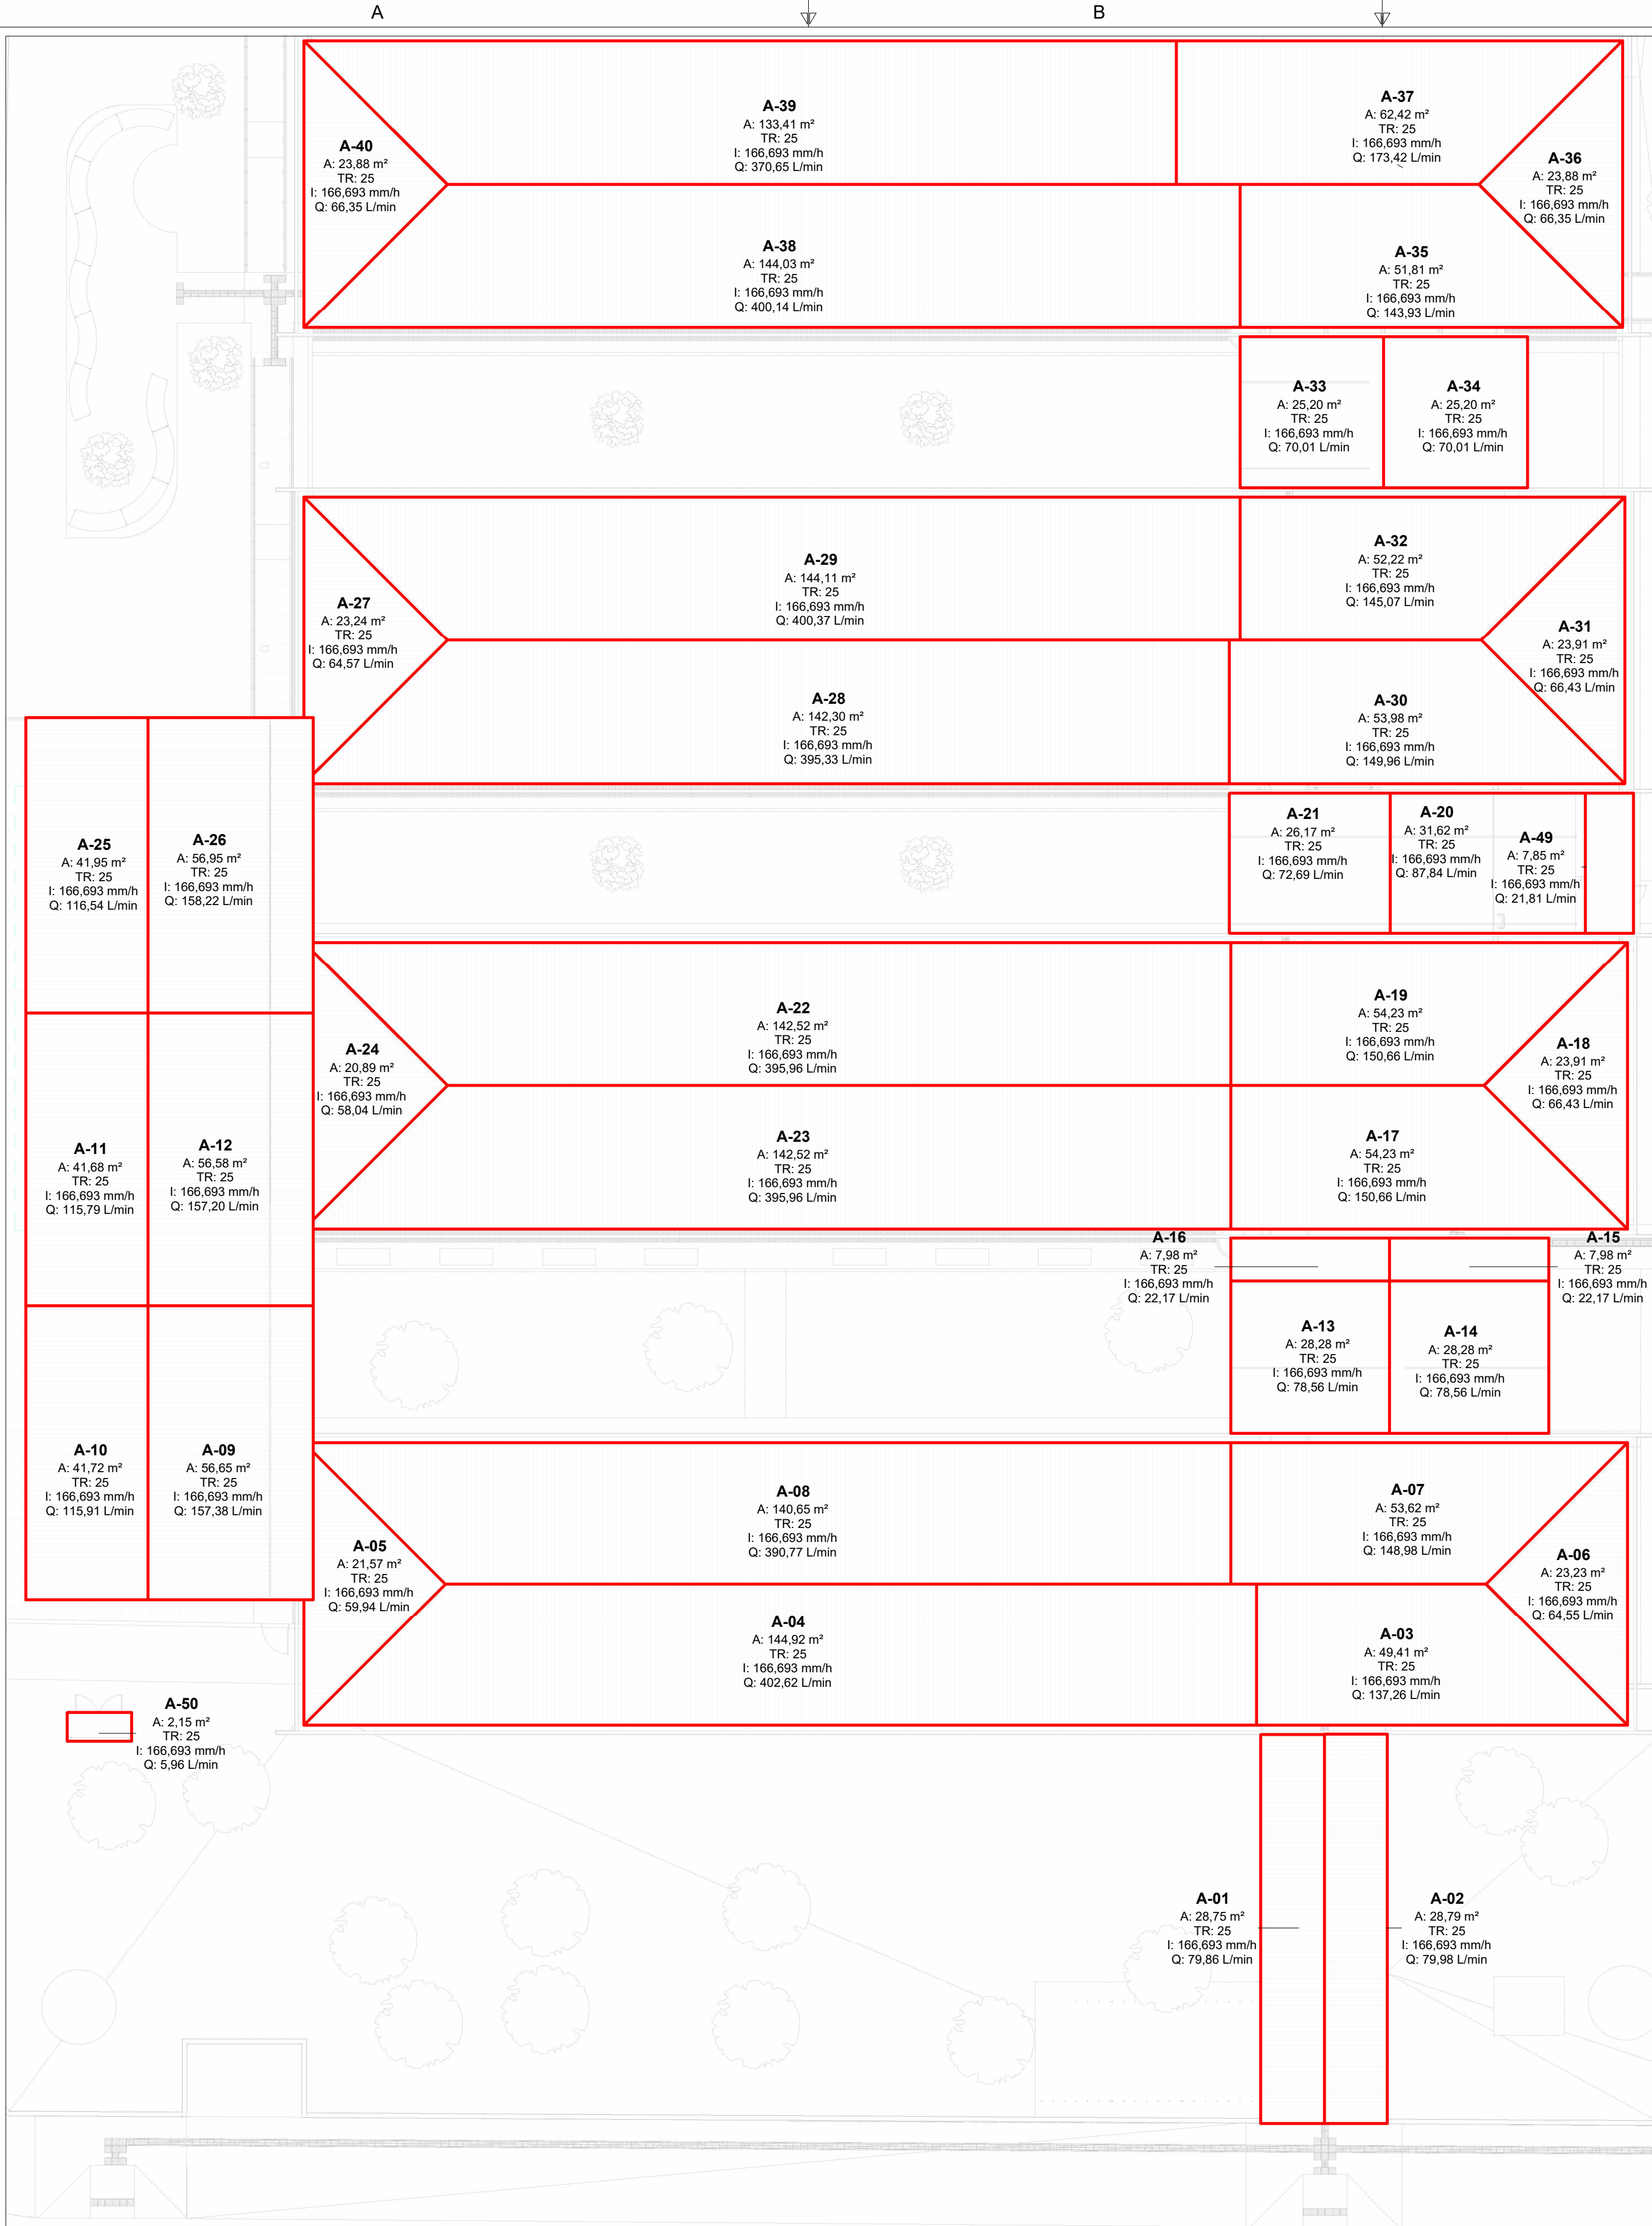 A
B
A-39
A: 133,41 m²
TR: 25
I: 166,693 mm/h
Q: 370,65 L/min
A-37
A: 62,42 m²
TR: 25
I: 166,693 mm/h
Q: 173,42 L/min
A-40
A: 23,88 m²
TR: 25
I: 166,693 mm/h
Q: 66,35 L/min
A-36
A: 23,88 m²
TR: 25
I: 166,693 mm/h
Q: 66,35 L/min
A-38
A: 144,03 m²
TR: 25
I: 166,693 mm/h
Q: 400,14 L/min
A-35
A: 51,81 m²
TR: 25
I: 166,693 mm/h
Q: 143,93 L/min
A-33
A: 25,20 m²
TR: 25
I: 166,693 mm/h
Q: 70,01 L/min
A-34
A: 25,20 m²
TR: 25
I: 166,693 mm/h
Q: 70,01 L/min
A-29
A: 144,11 m²
TR: 25
I: 166,693 mm/h
Q: 400,37 L/min
A-32
A: 52,22 m²
TR: 25
I: 166,693 mm/h
Q: 145,07 L/min
A-27
A: 23,24 m²
TR: 25
I: 166,693 mm/h
Q: 64,57 L/min
A-31
A: 23,91 m²
TR: 25
I: 166,693 mm/h
Q: 66,43 L/min
A-28
A: 142,30 m²
TR: 25
I: 166,693 mm/h
Q: 395,33 L/min
A-30
A: 53,98 m²
TR: 25
I: 166,693 mm/h
Q: 149,96 L/min
A-25
A: 41,95 m²
TR: 25
I: 166,693 mm/h
Q: 116,54 L/min
A-26
A: 56,95 m²
TR: 25
I: 166,693 mm/h
Q: 158,22 L/min
A-21
A: 26,17 m²
TR: 25
I: 166,693 mm/h
Q: 72,69 L/min
A-20
A: 31,62 m²
TR: 25
I: 166,693 mm/h
Q: 87,84 L/min
A-49
A: 7,85 m²
TR: 25
I: 166,693 mm/h
Q: 21,81 L/min
A-22
A: 142,52 m²
TR: 25
I: 166,693 mm/h
Q: 395,96 L/min
A-19
A: 54,23 m²
TR: 25
I: 166,693 mm/h
Q: 150,66 L/min
A-24
A: 20,89 m²
TR: 25
I: 166,693 mm/h
Q: 58,04 L/min
A-18
A: 23,91 m²
TR: 25
I: 166,693 mm/h
Q: 66,43 L/min
A-11
A: 41,68 m²
TR: 25
I: 166,693 mm/h
Q: 115,79 L/min
A-12
A: 56,58 m²
TR: 25
I: 166,693 mm/h
Q: 157,20 L/min
A-23
A: 142,52 m²
TR: 25
I: 166,693 mm/h
Q: 395,96 L/min
A-17
A: 54,23 m²
TR: 25
I: 166,693 mm/h
Q: 150,66 L/min
A-16
A: 7,98 m²
TR: 25
I: 166,693 mm/h
Q: 22,17 L/min
A-15
A: 7,98 m²
TR: 25
I: 166,693 mm/h
Q: 22,17 L/min
A-13
A: 28,28 m²
TR: 25
I: 166,693 mm/h
Q: 78,56 L/min
A-14
A: 28,28 m²
TR: 25
I: 166,693 mm/h
Q: 78,56 L/min
A-10
A: 41,72 m²
TR: 25
I: 166,693 mm/h
Q: 115,91 L/min
A-09
A: 56,65 m²
TR: 25
I: 166,693 mm/h
Q: 157,38 L/min
A-08
A: 140,65 m²
TR: 25
I: 166,693 mm/h
Q: 390,77 L/min
A-07
A: 53,62 m²
TR: 25
I: 166,693 mm/h
Q: 148,98 L/min
A-05
A: 21,57 m²
TR: 25
I: 166,693 mm/h
Q: 59,94 L/min
A-06
A: 23,23 m²
TR: 25
I: 166,693 mm/h
Q: 64,55 L/min
A-04
A: 144,92 m²
TR: 25
I: 166,693 mm/h
Q: 402,62 L/min
A-03
A: 49,41 m²
TR: 25
I: 166,693 mm/h
Q: 137,26 L/min
A-50
A: 2,15 m²
TR: 25
I: 166,693 mm/h
Q: 5,96 L/min
A-01
A: 28,75 m²
TR: 25
I: 166,693 mm/h
Q: 79,86 L/min
A-02
A: 28,79 m²
TR: 25
I: 166,693 mm/h
Q: 79,98 L/min